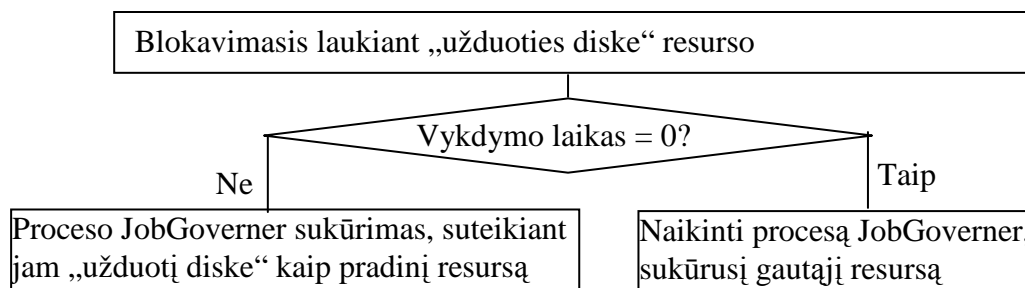 Blokavimasis laukiant „užduoties diske“ resurso
Vykdymo laikas = 0?
Ne
Taip
Proceso JobGoverner sukūrimas, suteikiant
jam „užduotį diske“ kaip pradinį resursą
Naikinti procesą JobGoverner,
sukūrusį gautąjį resursą